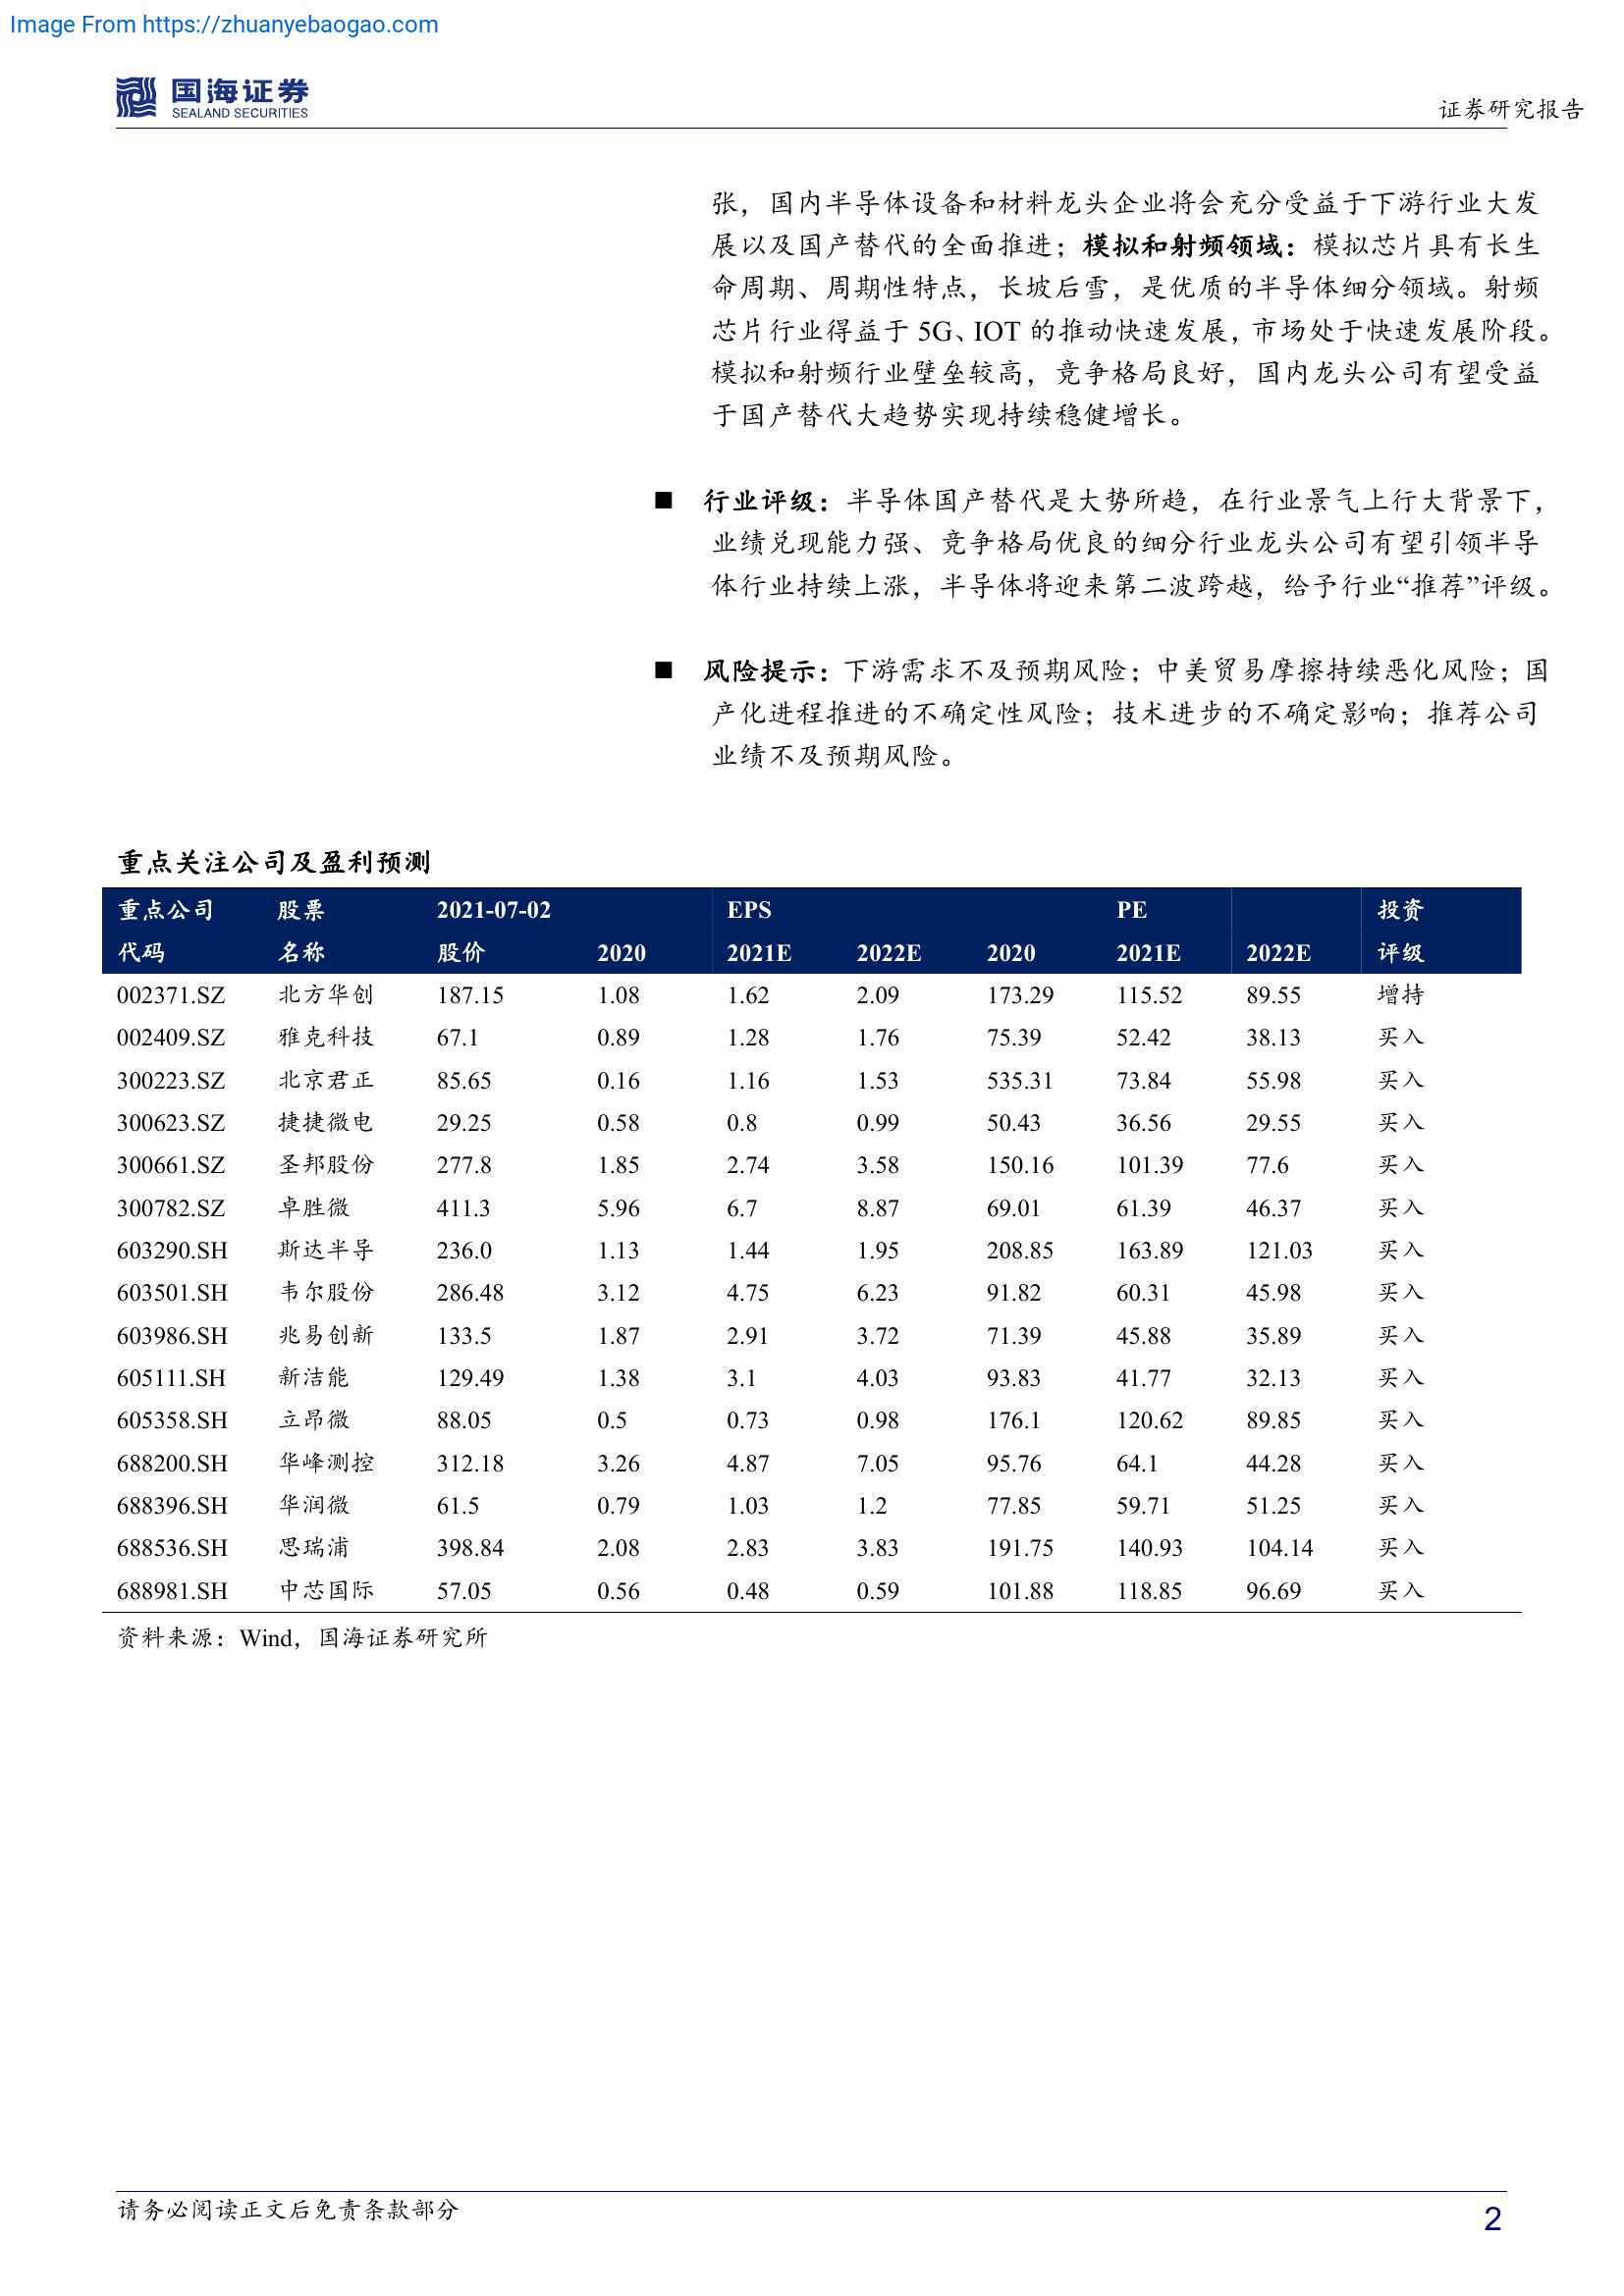 Image From https://zhuanyebaogao.com
国海证券
SEALAND SECURITIES
证券研究报告
张，国内半导体设备和材料龙头企业将会充分受益于下游行业大发
展以及国产替代的全面推进；模拟和射频领域：模拟芯片具有长生
命周期、周期性特点，长坡后雪，是优质的半导体细分领域。射频
芯片行业得益于 5G、IOT 的推动快速发展，市场处于快速发展阶段。
模拟和射频行业壁垒较高，竞争格局良好，国内龙头公司有望受益
于国产替代大趋势实现持续稳健增长。
■ 行业评级：半导体国产替代是大势所趋，在行业景气上行大背景下，
业绩兑现能力强、竞争格局优良的细分行业龙头公司有望引领半导
体行业持续上涨，半导体将迎来第二波跨越，给予行业“推荐”评级。
■ 风险提示：下游需求不及预期风险；中美贸易摩擦持续恶化风险；国
产化进程推进的不确定性风险；技术进步的不确定影响；推荐公司
业绩不及预期风险。
重点关注公司及盈利预测
重点公司 股票 2021-07-02 EPS PE 投资
代码 名称 股价 2020 2021E 2022E 2020 2021E 2022E 评级
002371.SZ 北方华创 187.15 1.08 1.62 2.09 173.29 115.52 89.55 增持
002409.SZ 雅克科技 67.1 0.89 1.28 1.76 75.39 52.42 38.13 买入
300223.SZ 北京君正 85.65 0.16 1.16 1.53 535.31 73.84 55.98 买入
300623.SZ 捷捷微电 29.25 0.58 0.8 0.99 50.43 36.56 29.55 买入
300661.SZ 圣邦股份 277.8 1.85 2.74 3.58 150.16 101.39 77.6 买入
300782.SZ 卓胜微 411.3 5.96 6.7 8.87 69.01 61.39 46.37 买入
603290.SH 斯达半导 236.0 1.13 1.44 1.95 208.85 163.89 121.03 买入
603501.SH 韦尔股份 286.48 3.12 4.75 6.23 91.82 60.31 45.98 买入
603986.SH 兆易创新 133.5 1.87 2.91 3.72 71.39 45.88 35.89 买入
605111.SH 新洁能 129.49 1.38 3.1 4.03 93.83 41.77 32.13 买入
605358.SH 立昂微 88.05 0.5 0.73 0.98 176.1 120.62 89.85 买入
688200.SH 华峰测控 312.18 3.26 4.87 7.05 95.76 64.1 44.28 买入
688396.SH 华润微 61.5 0.79 1.03 1.2 77.85 59.71 51.25 买入
688536.SH 思瑞浦 398.84 2.08 2.83 3.83 191.75 140.93 104.14 买入
688981.SH 中芯国际 57.05 0.56 0.48 0.59 101.88 118.85 96.69 买入
资料来源：Wind，国海证券研究所
请务必阅读正文后免责条款部分
2